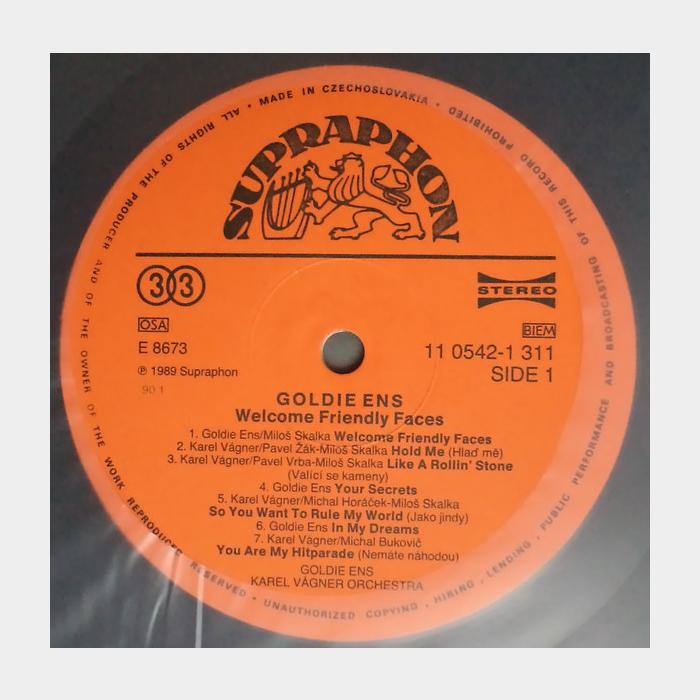 ALL RIGHTS OF THE PRODUCER AND OF THE OWNER OF THE WORK REPRODUCED RESERVED • UNAUTHORIZED COPYING, HIRING, LENDING, PUBLIC PERFORMANCE AND BROADCASTING OF THIS RECORD PROHIBITED • MADE IN CZECHOSLOVAKIA •
SUPRAPHON
33
STEREO
OSA
BIEM
E 8673
11 0542-1 311
℗ 1989 Supraphon
SIDE 1
90 1
GOLDIE ENS
Welcome Friendly Faces
1. Goldie Ens/Miloš Skalka Welcome Friendly Faces
2. Karel Vágner/Pavel Žák-Miloš Skalka Hold Me (Hlaď mě)
3. Karel Vágner/Pavel Vrba-Miloš Skalka Like A Rollin' Stone
(Valící se kameny)
4. Goldie Ens Your Secrets
5. Karel Vágner/Michal Horáček-Miloš Skalka
So You Want To Rule My World (Jako jindy)
6. Goldie Ens In My Dreams
7. Karel Vágner/Michal Bukovič
You Are My Hitparade (Nemáte náhodou)
GOLDIE ENS
KAREL VÁGNER ORCHESTRA